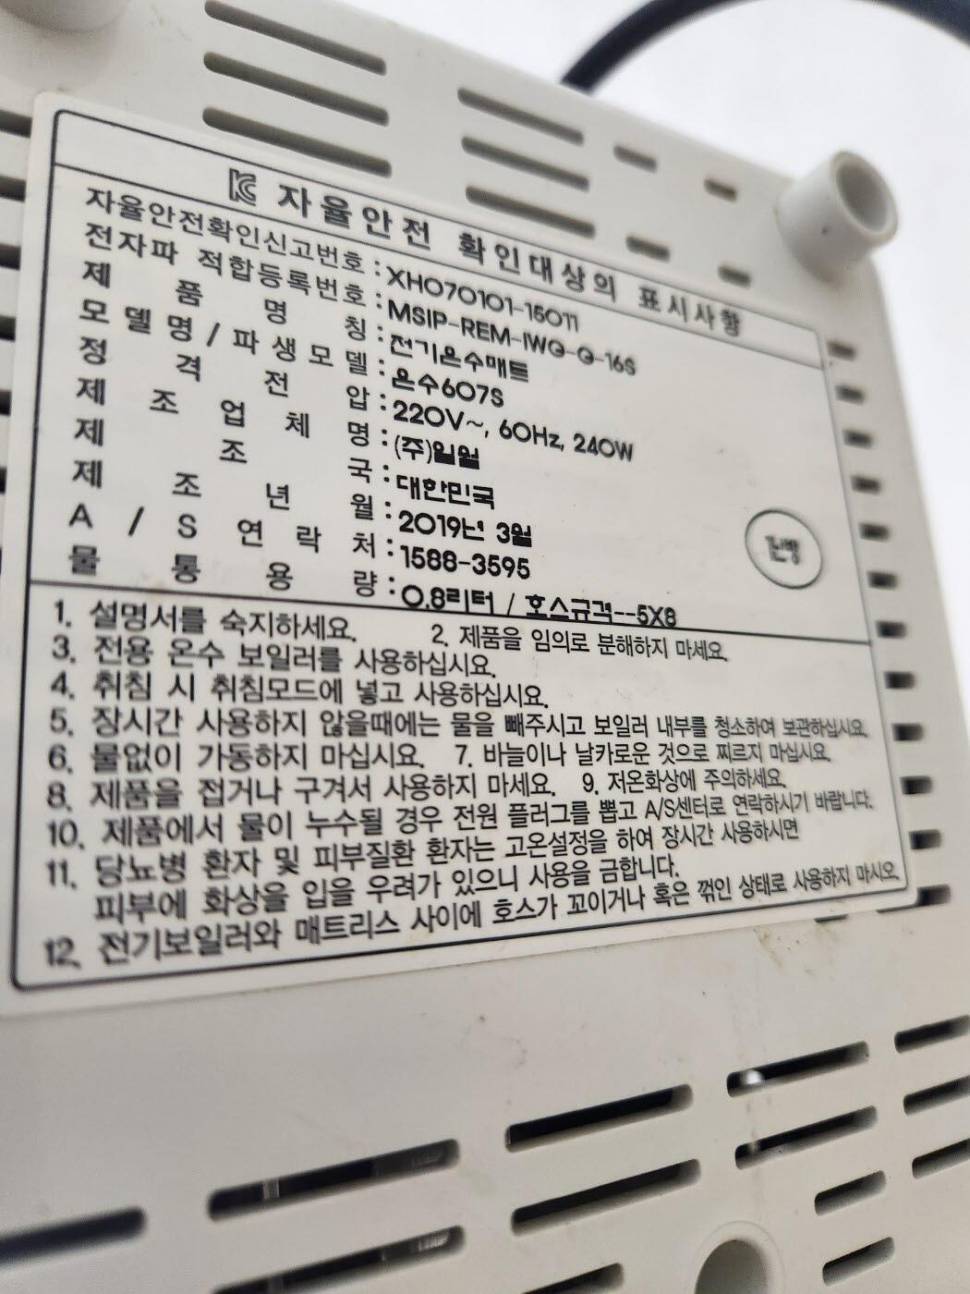 KC 자율안전 확인대상의 표시사항
자율안전확인신고번호 : XH070101-15011
전자파 적합등록번호 : MSIP-REM-IWG-G-16S
제 품 명 칭 : 전기온수매트
모델명/파생모델 : 온수607S
정 격 전 압 : 220V~, 60Hz, 240W
제 조 업 체 명 : (주)일월
제 조 국 : 대한민국
제 조 년 월 : 2019년 3월
A / S 연 락 처 : 1588-3595
물 통 용 량 : 0.8리터 / 호스규격--5X8
1. 설명서를 숙지하세요. 2. 제품을 임의로 분해하지 마세요.
3. 전용 온수 보일러를 사용하십시요.
4. 취침 시 취침모드에 넣고 사용하십시요.
5. 장시간 사용하지 않을때에는 물을 빼주시고 보일러 내부를 청소하여 보관하십시요.
6. 물없이 가동하지 마십시요. 7. 바늘이나 날카로운 것으로 찌르지 마십시요.
8. 제품을 접거나 구겨서 사용하지 마세요. 9. 저온화상에 주의하세요.
10. 제품에서 물이 누수될 경우 전원 플러그를 뽑고 A/S센터로 연락하시기 바랍니다.
11. 당뇨병 환자 및 피부질환 환자는 고온설정을 하여 장시간 사용하시면
피부에 화상을 입을 우려가 있으니 사용을 금합니다.
12. 전기보일러와 매트리스 사이에 호스가 꼬이거나 혹은 꺾인 상태로 사용하지 마시오.